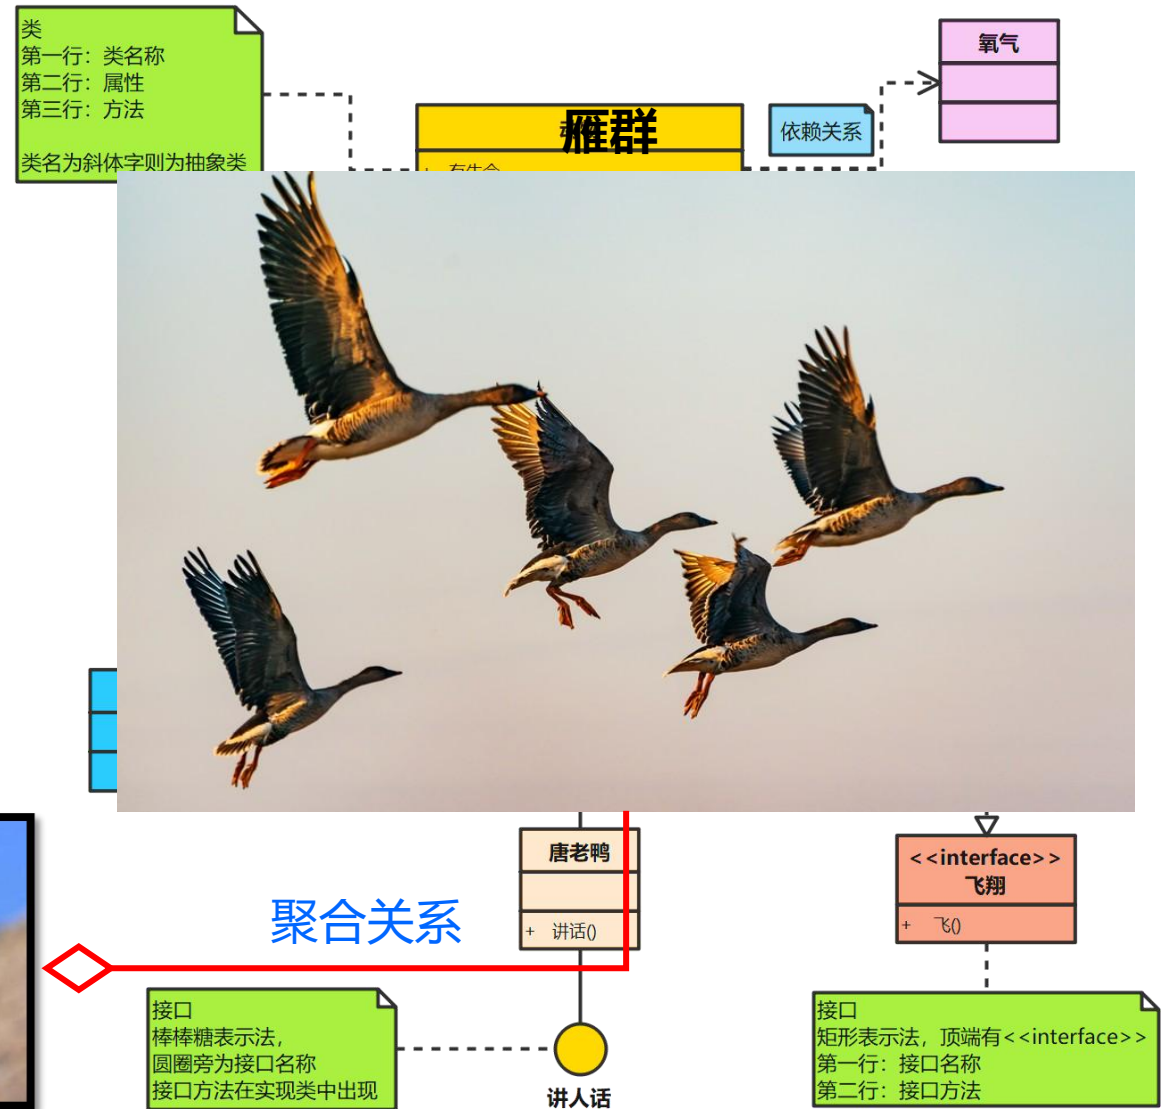 类
第一行：类名称
第二行：属性
第三行：方法
类名为斜体字则为抽象类
雁群
依赖关系
氧气
唐老鸭
+ 讲话()
<<interface>>
飞翔
+ 飞()
聚合关系
接口
棒棒糖表示法，
圆圈旁为接口名称
接口方法在实现类中出现
讲人话
接口
矩形表示法，顶端有<<interface>>
第一行：接口名称
第二行：接口方法